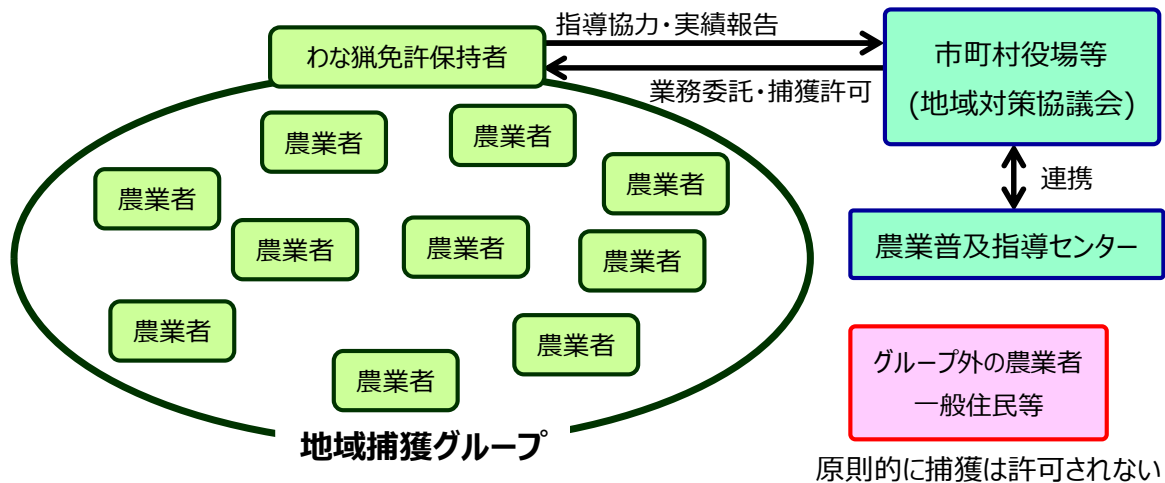 指導協力・実績報告
わな猟免許保持者
業務委託・捕獲許可
市町村役場等
(地域対策協議会)
農業者
農業者
農業者
農業者
農業者
農業者
農業者
農業者
農業者
農業者
地域捕獲グループ
連携
農業普及指導センター
グループ外の農業者
一般住民等
原則的に捕獲は許可されない